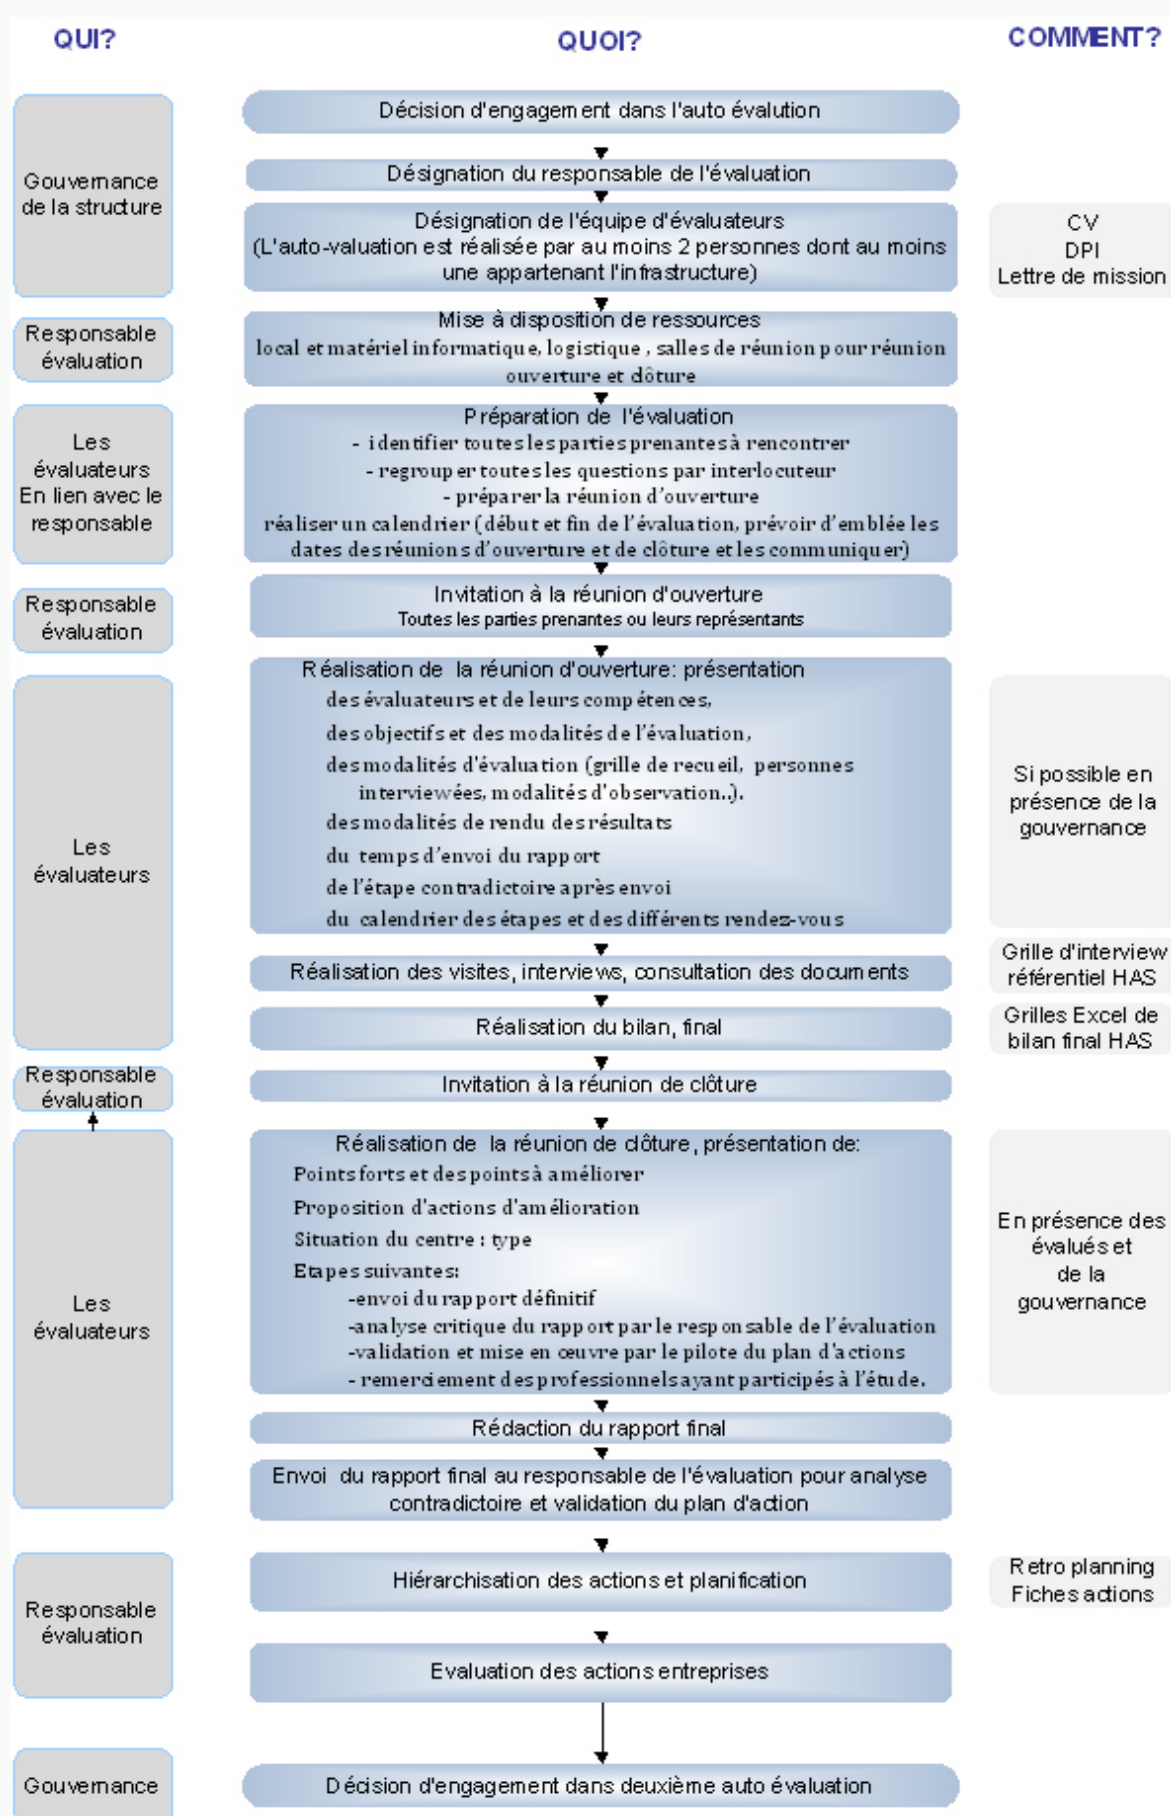 QUI?
QUOI?
COMMENT?
Gouvernance
de la structure
Décision d'engagement dans l'auto évalution
Désignation du responsable de l'évaluation
Désignation de l'équipe d'évaluateurs
(L'auto-valuation est réalisée par au moins 2 personnes dont au moins
une appartenant l'infrastructure)
CV
DPI
Lettre de mission
Responsable
évaluation
Mise à disposition de ressources
local et matériel informatique, logistique , salles de réunion pour réunion
ouverture et clôture
Les
évaluateurs
En lien avec le
responsable
Préparation de l'évaluation
- identifier toutes les parties prenantes à rencontrer
- regrouper toutes les questions par interlocuteur
- préparer la réunion d'ouverture
réaliser un calendrier (début et fin de l'évaluation, prévoir d'emblée les
dates des réunions d'ouverture et de clôture et les communiquer)
Responsable
évaluation
Invitation à la réunion d'ouverture
Toutes les parties prenantes ou leurs représentants
Les
évaluateurs
Réalisation de la réunion d'ouverture: présentation
des évaluateurs et de leurs compétences,
des objectifs et des modalités de l'évaluation,
des modalités d'évaluation (grille de recueil, personnes
interviewées, modalités d'observation..).
des modalités de rendu des résultats
du temps d'envoi du rapport
de l'étape contradictoire après envoi
du calendrier des étapes et des différents rendez-vous
Si possible en
présence de la
gouvernance
Réalisation des visites, interviews, consultation des documents
Grille d'interview
référentiel HAS
Réalisation du bilan, final
Grilles Excel de
bilan final HAS
Responsable
évaluation
Invitation à la réunion de clôture
Les
évaluateurs
Réalisation de la réunion de clôture, présentation de:
Points forts et des points à améliorer
Proposition d'actions d'amélioration
Situation du centre : type
Etapes suivantes:
-envoi du rapport définitif
-analyse critique du rapport par le responsable de l'évaluation
-validation et mise en œuvre par le pilote du plan d'actions
- remerciement des professionnels ayant participés à l'étude.
En présence des
évalués et
de la
gouvernance
Rédaction du rapport final
Envoi du rapport final au responsable de l'évaluation pour analyse
contradictoire et validation du plan d'action
Responsable
évaluation
Hiérarchisation des actions et planification
Retro planning
Fiches actions
Evaluation des actions entreprises
Gouvernance
Décision d'engagement dans deuxième auto évaluation